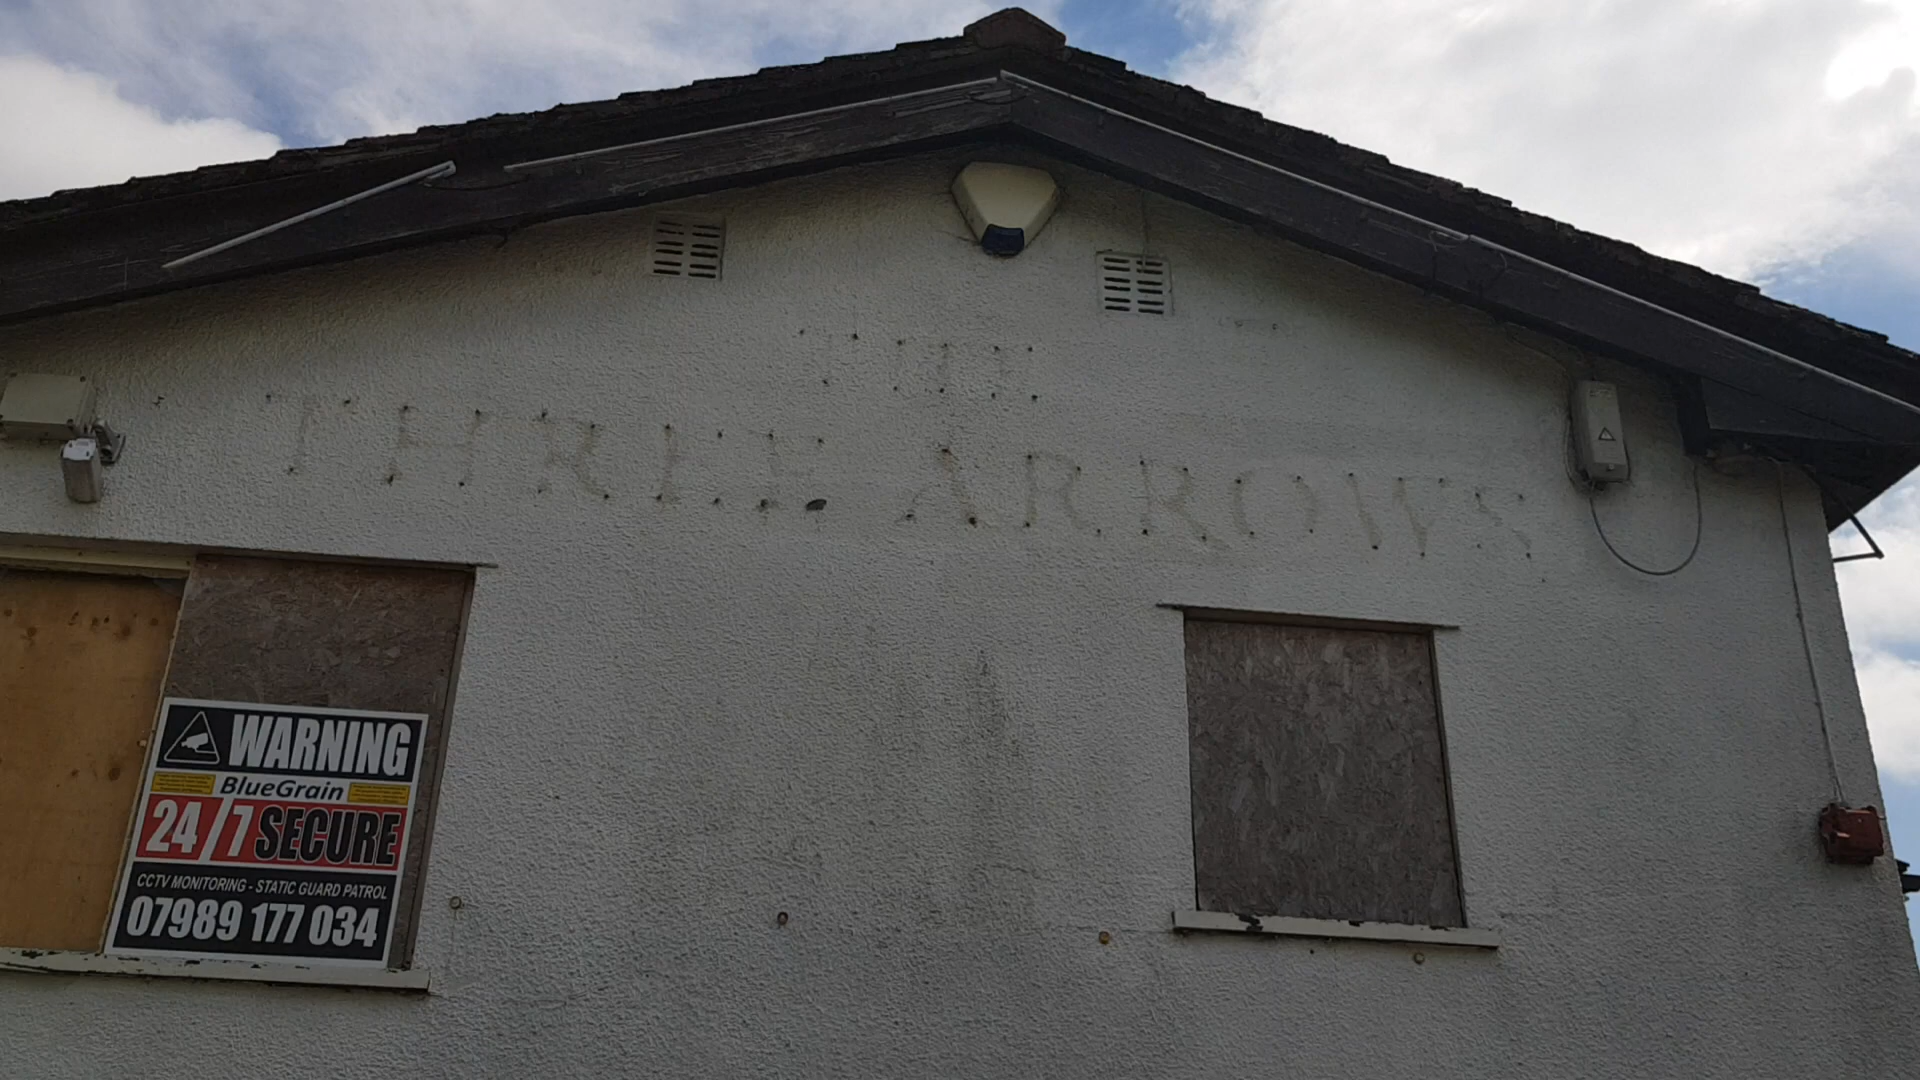 THE
THREE ARROWS
WARNING
BlueGrain
24/7 SECURE
CCTV MONITORING - STATIC GUARD PATROL
07989 177 034